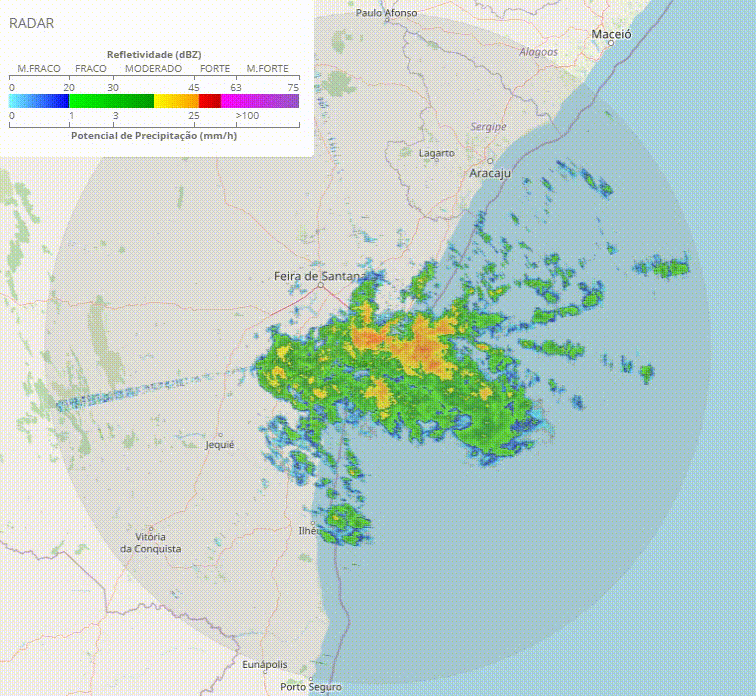 RADAR
Refletividade (dBZ)
M.FRACO FRACO MODERADO FORTE M.FORTE
0 20 30 45 63 75
0 1 3 25 >100
Potencial de Precipitação (mm/h)
Paulo Afonso
Maceió
Alagoas
Sergipe
Lagarto
Aracaju
Feira de Santana
Jequié
Ilhé
Vitória
da Conquista
Eunápolis
Porto Seguro